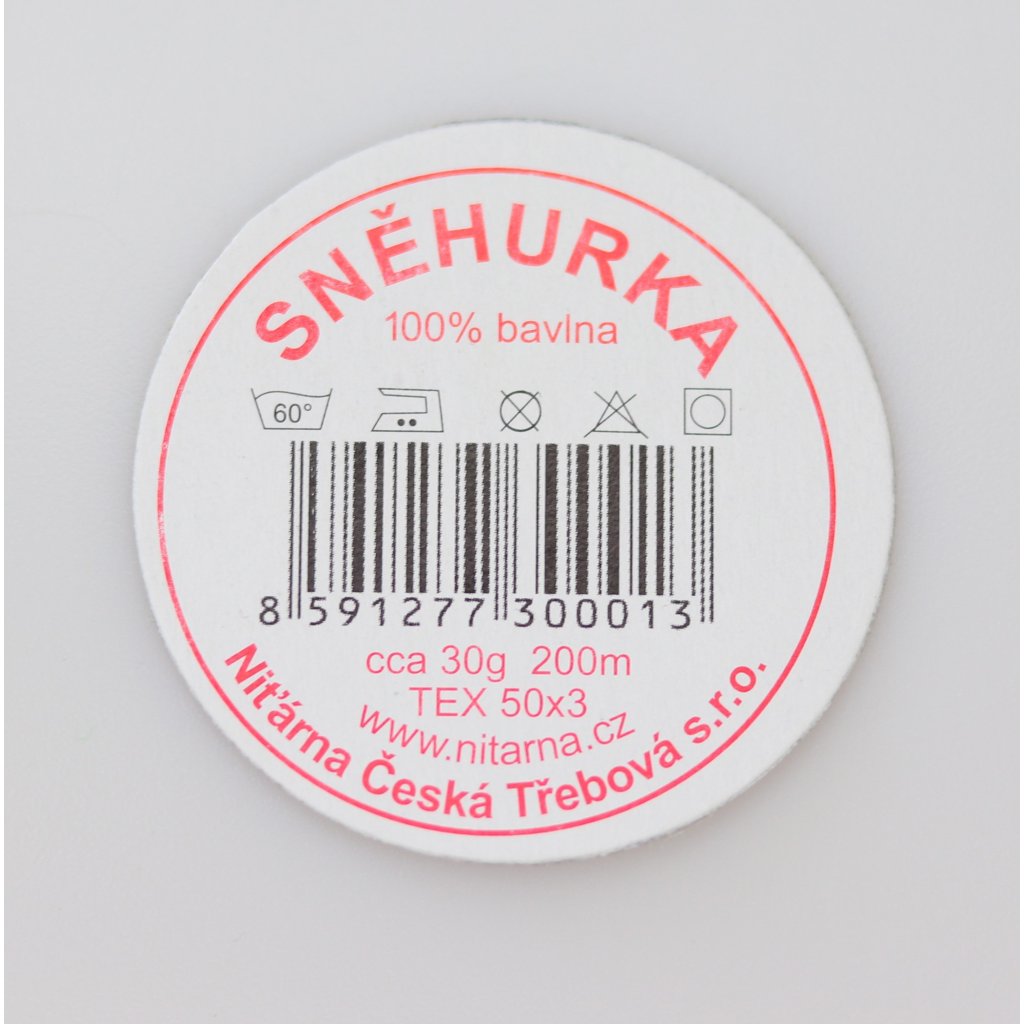 SNĚHURKA
100% bavlna
60°
8 591277 300013
cca 30g 200m
TEX 50x3
www.nitarna.cz
Niťárna Česká Třebová s.r.o.